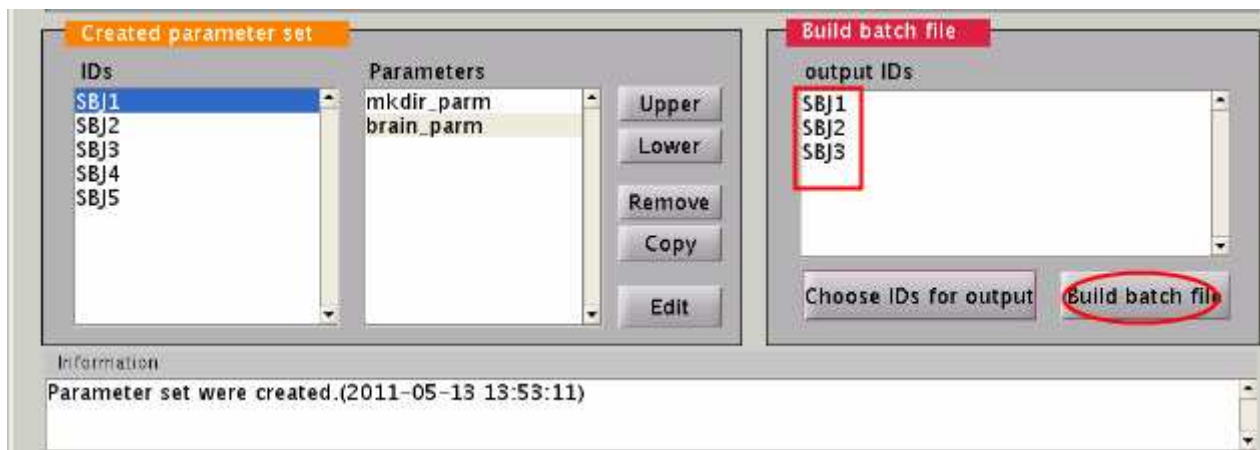 Created parameter set
IDs
SBJ1
SBJ2
SBJ3
SBJ4
SBJ5
Parameters
mkdir_parm
brain_parm
Upper
Lower
Remove
Copy
Edit
Build batch file
output IDs
SBJ1
SBJ2
SBJ3
Choose IDs for output
Build batch file
Information
Parameter set were created.(2011-05-13 13:53:11)